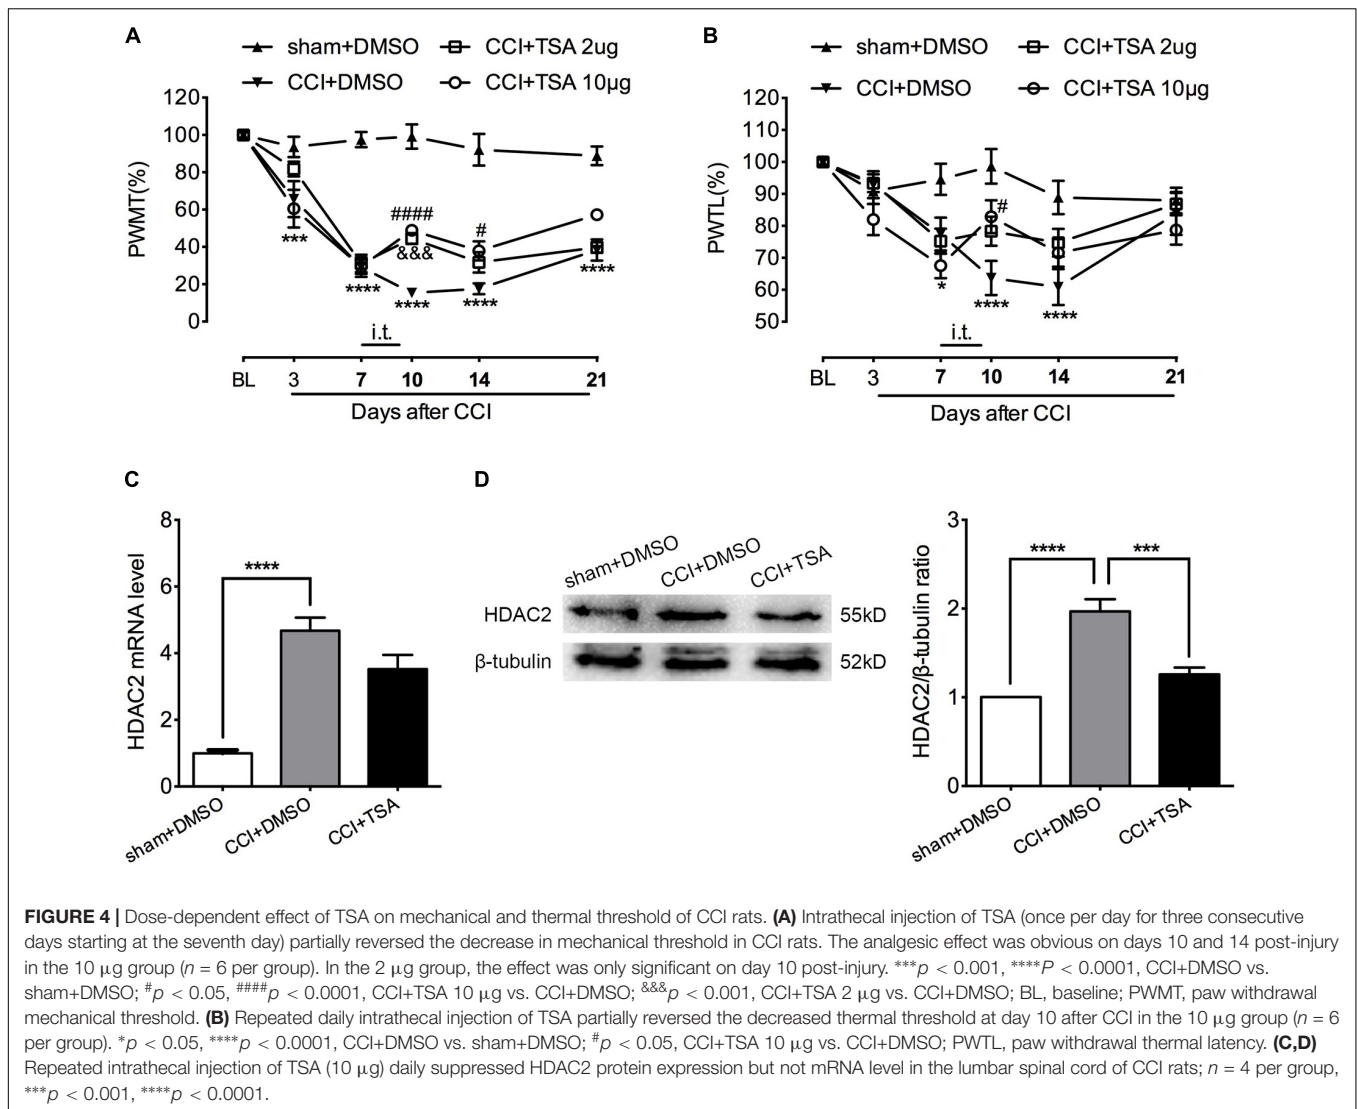 A
sham+DMSO
CCI+TSA 2ug
CCI+DMSO
CCI+TSA 10µg
PWMT(%)
120
100
80
60
40
20
0
***
****
####
&&&
****
#
****
****
i.t.
BL 3 7 10 14 21
Days after CCI
B
sham+DMSO
CCI+TSA 2ug
CCI+DMSO
CCI+TSA 10µg
PWTL(%)
120
110
100
90
80
70
60
50
*
#
****
****
i.t.
BL 3 7 10 14 21
Days after CCI
C
HDAC2 mRNA level
8
6
4
2
0
****
sham+DMSO
CCI+DMSO
CCI+TSA
D
sham+DMSO
CCI+DMSO
CCI+TSA
HDAC2 55kD
β-tubulin 52kD
HDAC2/β-tubulin ratio
3
2
1
0
**** ***
sham+DMSO
CCI+DMSO
CCI+TSA
FIGURE 4 | Dose-dependent effect of TSA on mechanical and thermal threshold of CCI rats. (A) Intrathecal injection of TSA (once per day for three consecutive
days starting at the seventh day) partially reversed the decrease in mechanical threshold in CCI rats. The analgesic effect was obvious on days 10 and 14 post-injury
in the 10 μg group (n = 6 per group). In the 2 μg group, the effect was only significant on day 10 post-injury. ***p < 0.001, ****P < 0.0001, CCI+DMSO vs.
sham+DMSO; #p < 0.05, ####p < 0.0001, CCI+TSA 10 μg vs. CCI+DMSO; &&&p < 0.001, CCI+TSA 2 μg vs. CCI+DMSO; BL, baseline; PWMT, paw withdrawal
mechanical threshold. (B) Repeated daily intrathecal injection of TSA partially reversed the decreased thermal threshold at day 10 after CCI in the 10 μg group (n = 6
per group). *p < 0.05, ****p < 0.0001, CCI+DMSO vs. sham+DMSO; #p < 0.05, CCI+TSA 10 μg vs. CCI+DMSO; PWTL, paw withdrawal thermal latency. (C,D)
Repeated intrathecal injection of TSA (10 μg) daily suppressed HDAC2 protein expression but not mRNA level in the lumbar spinal cord of CCI rats; n = 4 per group,
***p < 0.001, ****p < 0.0001.